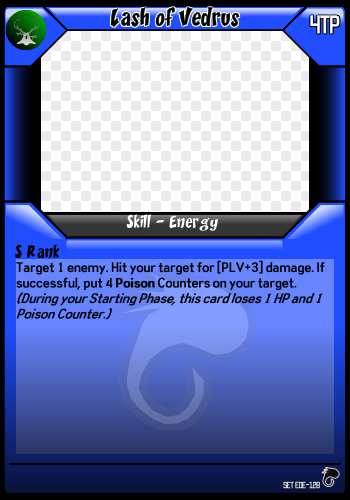 Lash of Vedrus
4TP
Skill - Energy
S Rank
Target 1 enemy. Hit your target for [PLV+3] damage. If
successful, put 4 Poison Counters on your target.
(During your Starting Phase, this card loses 1 HP and 1
Poison Counter.)
SET EDE-128